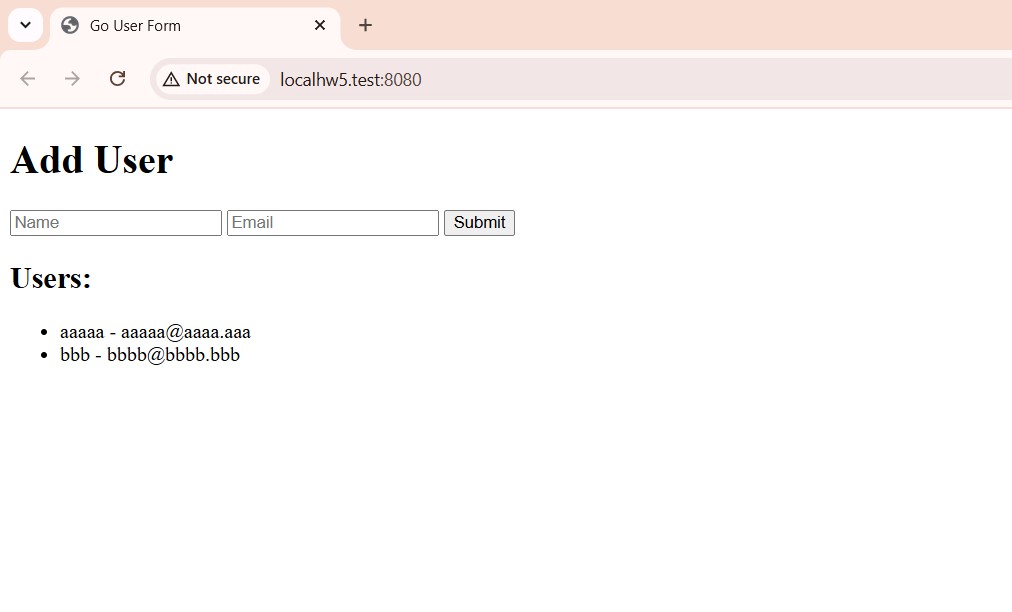 Go User Form
Not secure localhw5.test:8080
Add User
Name Email Submit
Users:
• aaaaa - aaaaa@aaaa.aaa
• bbb - bbbb@bbbb.bbb